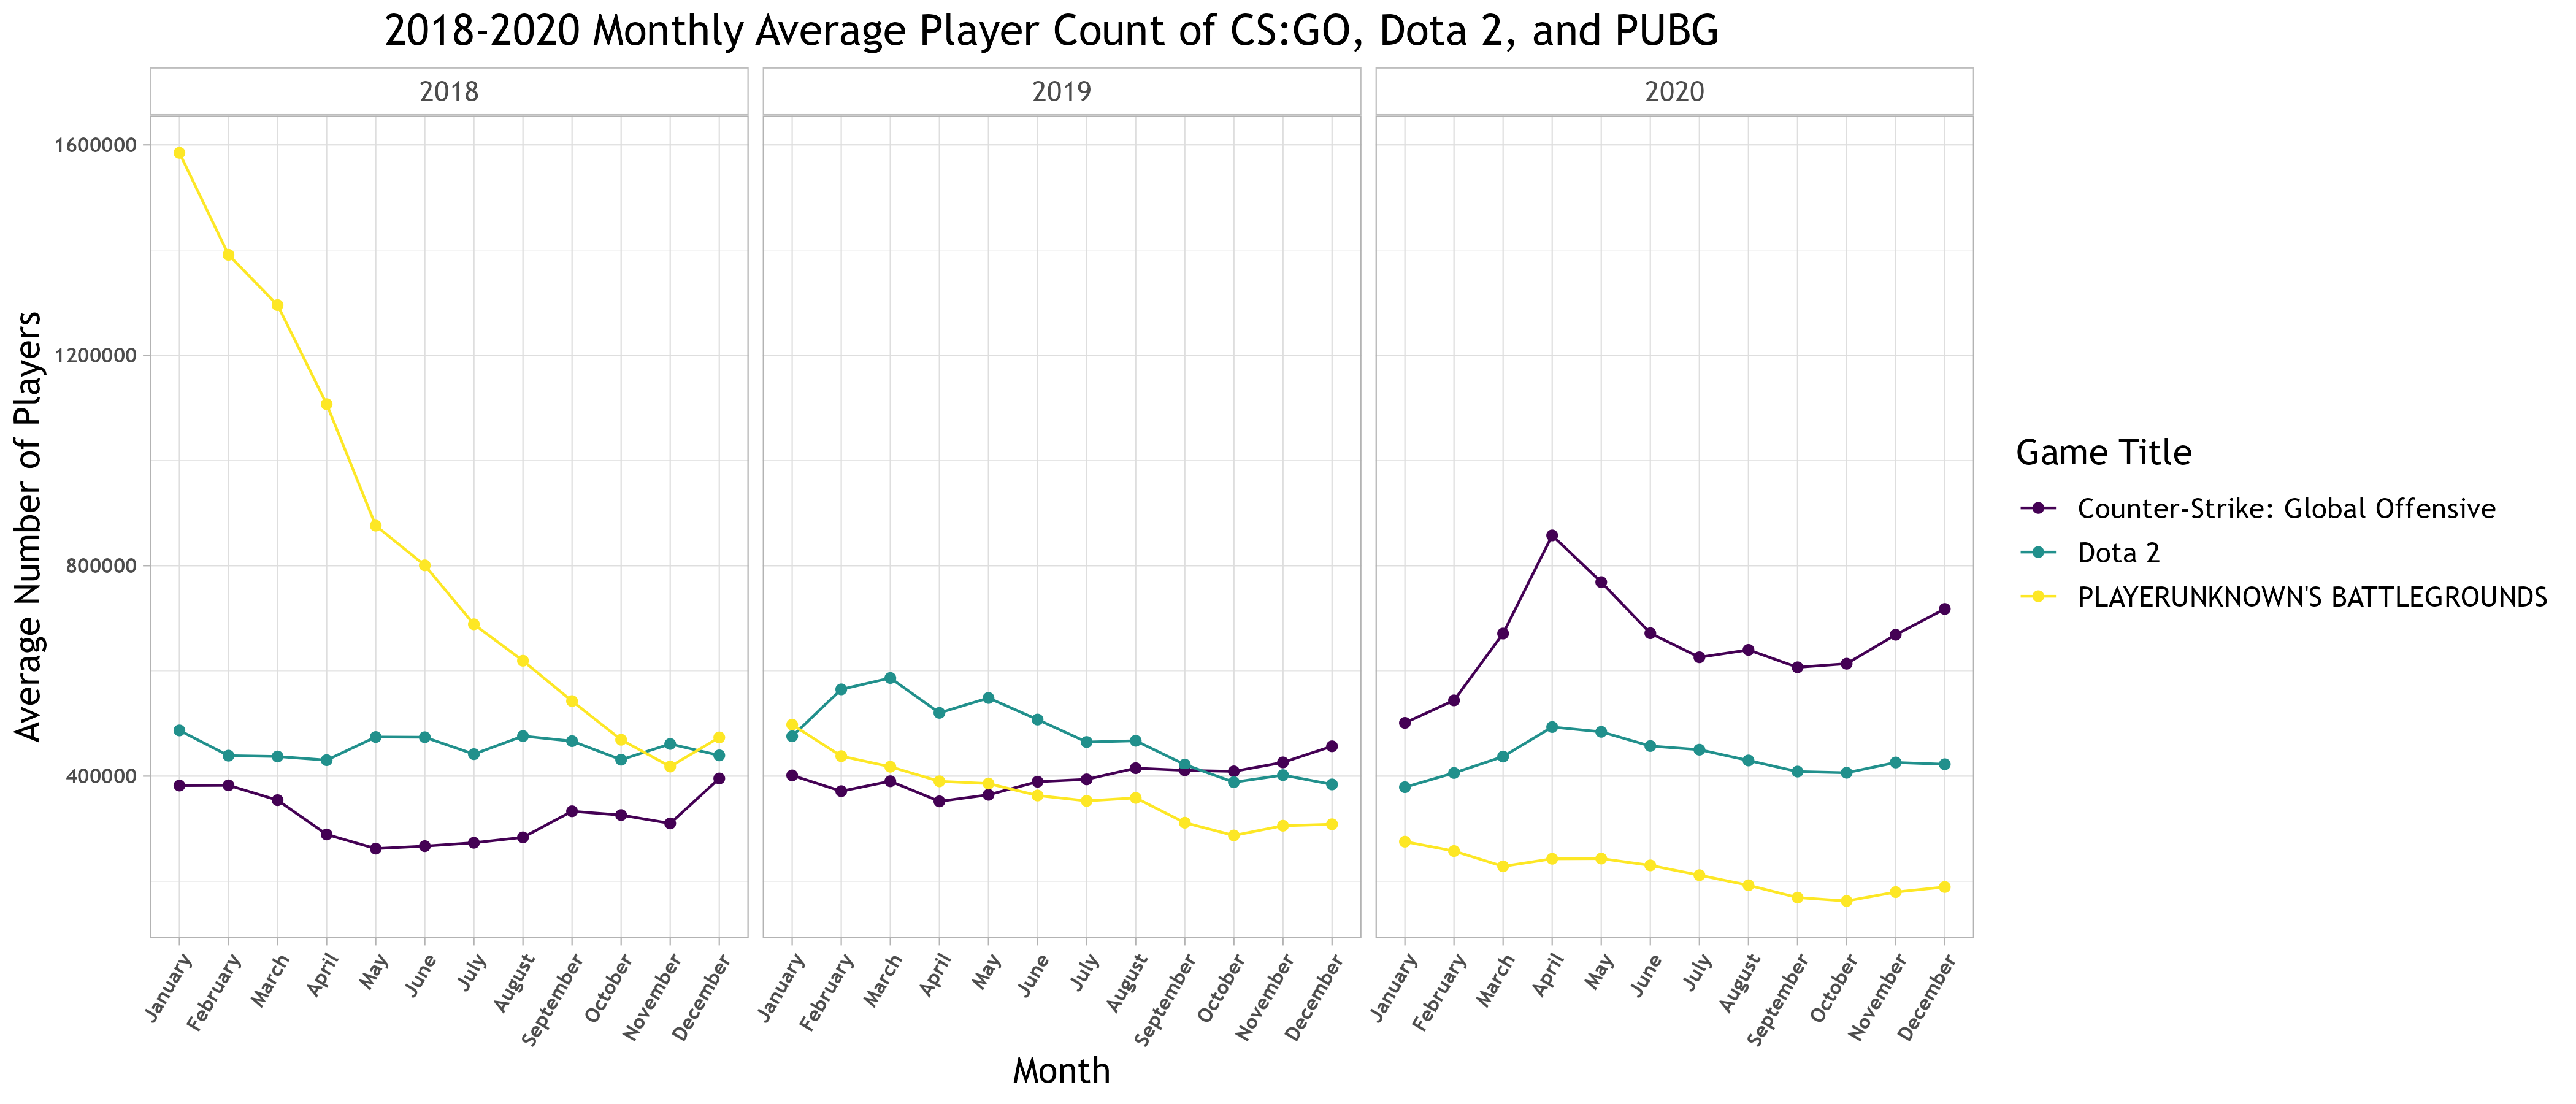 2018-2020 Monthly Average Player Count of CS:GO, Dota 2, and PUBG
2018
2019
2020
Average Number of Players
1600000
1200000
800000
400000
January
February
March
April
May
June
July
August
September
October
November
December
January
February
March
April
May
June
July
August
September
October
November
December
January
February
March
April
May
June
July
August
September
October
November
December
Month
Game Title
Counter-Strike: Global Offensive
Dota 2
PLAYERUNKNOWN'S BATTLEGROUNDS